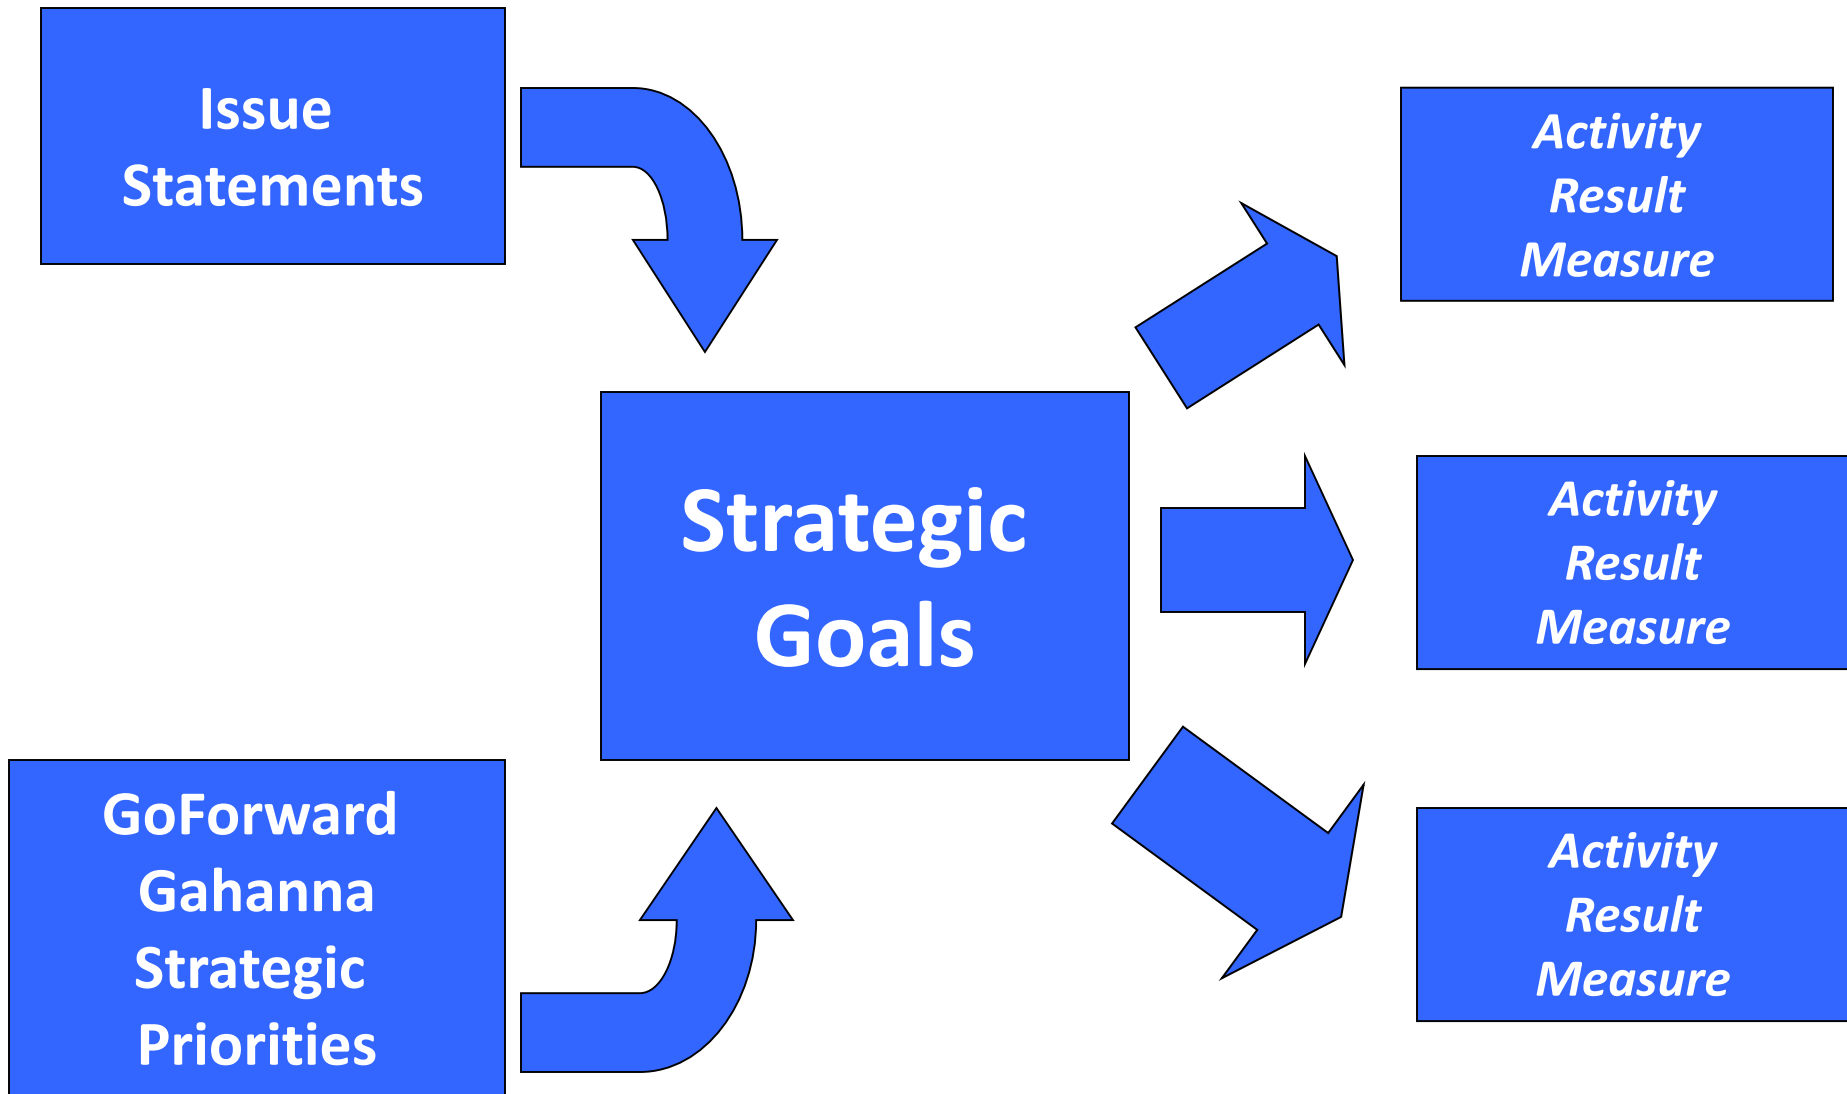 Issue
Statements
Activity
Result
Measure
Strategic
Goals
Activity
Result
Measure
GoForward
Gahanna
Strategic
Priorities
Activity
Result
Measure